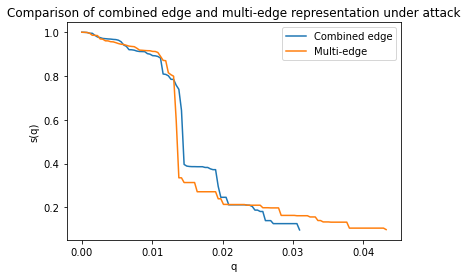 Comparison of combined edge and multi-edge representation under attack
Combined edge
Multi-edge
1.0
0.8
0.6
0.4
0.2
s(q)
0.00
0.01
0.02
0.03
0.04
q